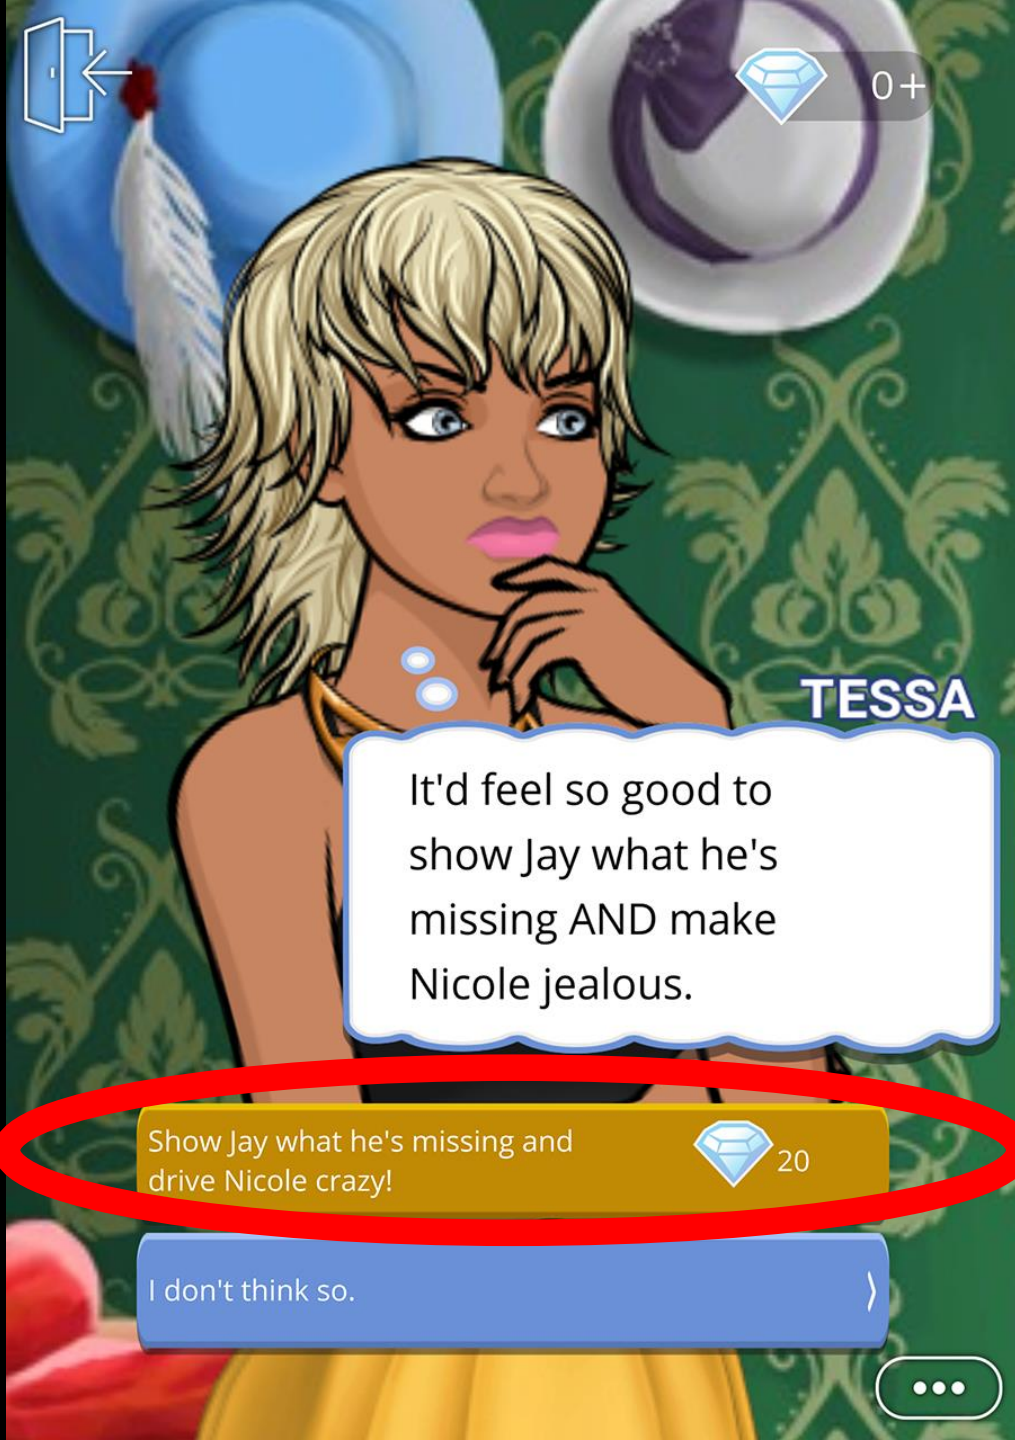 0+
TESSA
It'd feel so good to
show Jay what he's
missing AND make
Nicole jealous.
Show Jay what he's missing and
drive Nicole crazy!
20
I don't think so.